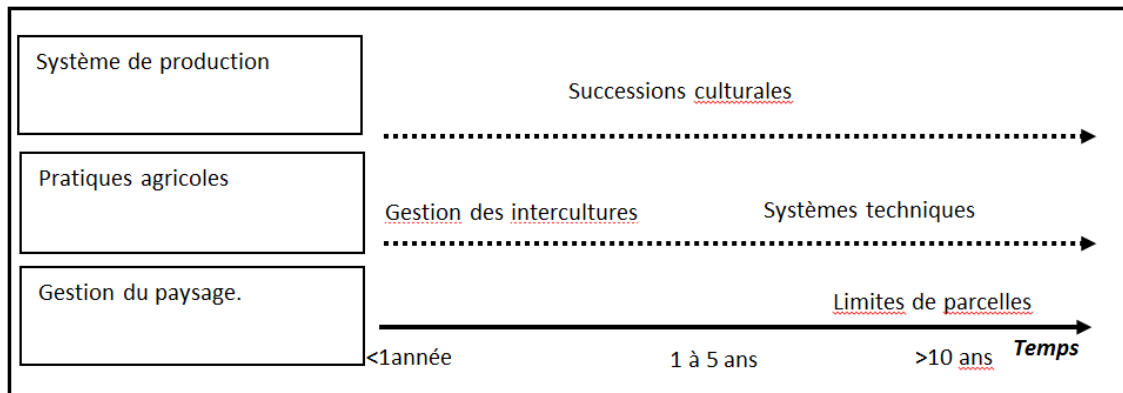 Système de production
Successions culturales
Pratiques agricoles
Gestion des intercultures
Systèmes techniques
Gestion du paysage.
Limites de parcelles
<1année
1 à 5 ans
>10 ans
Temps